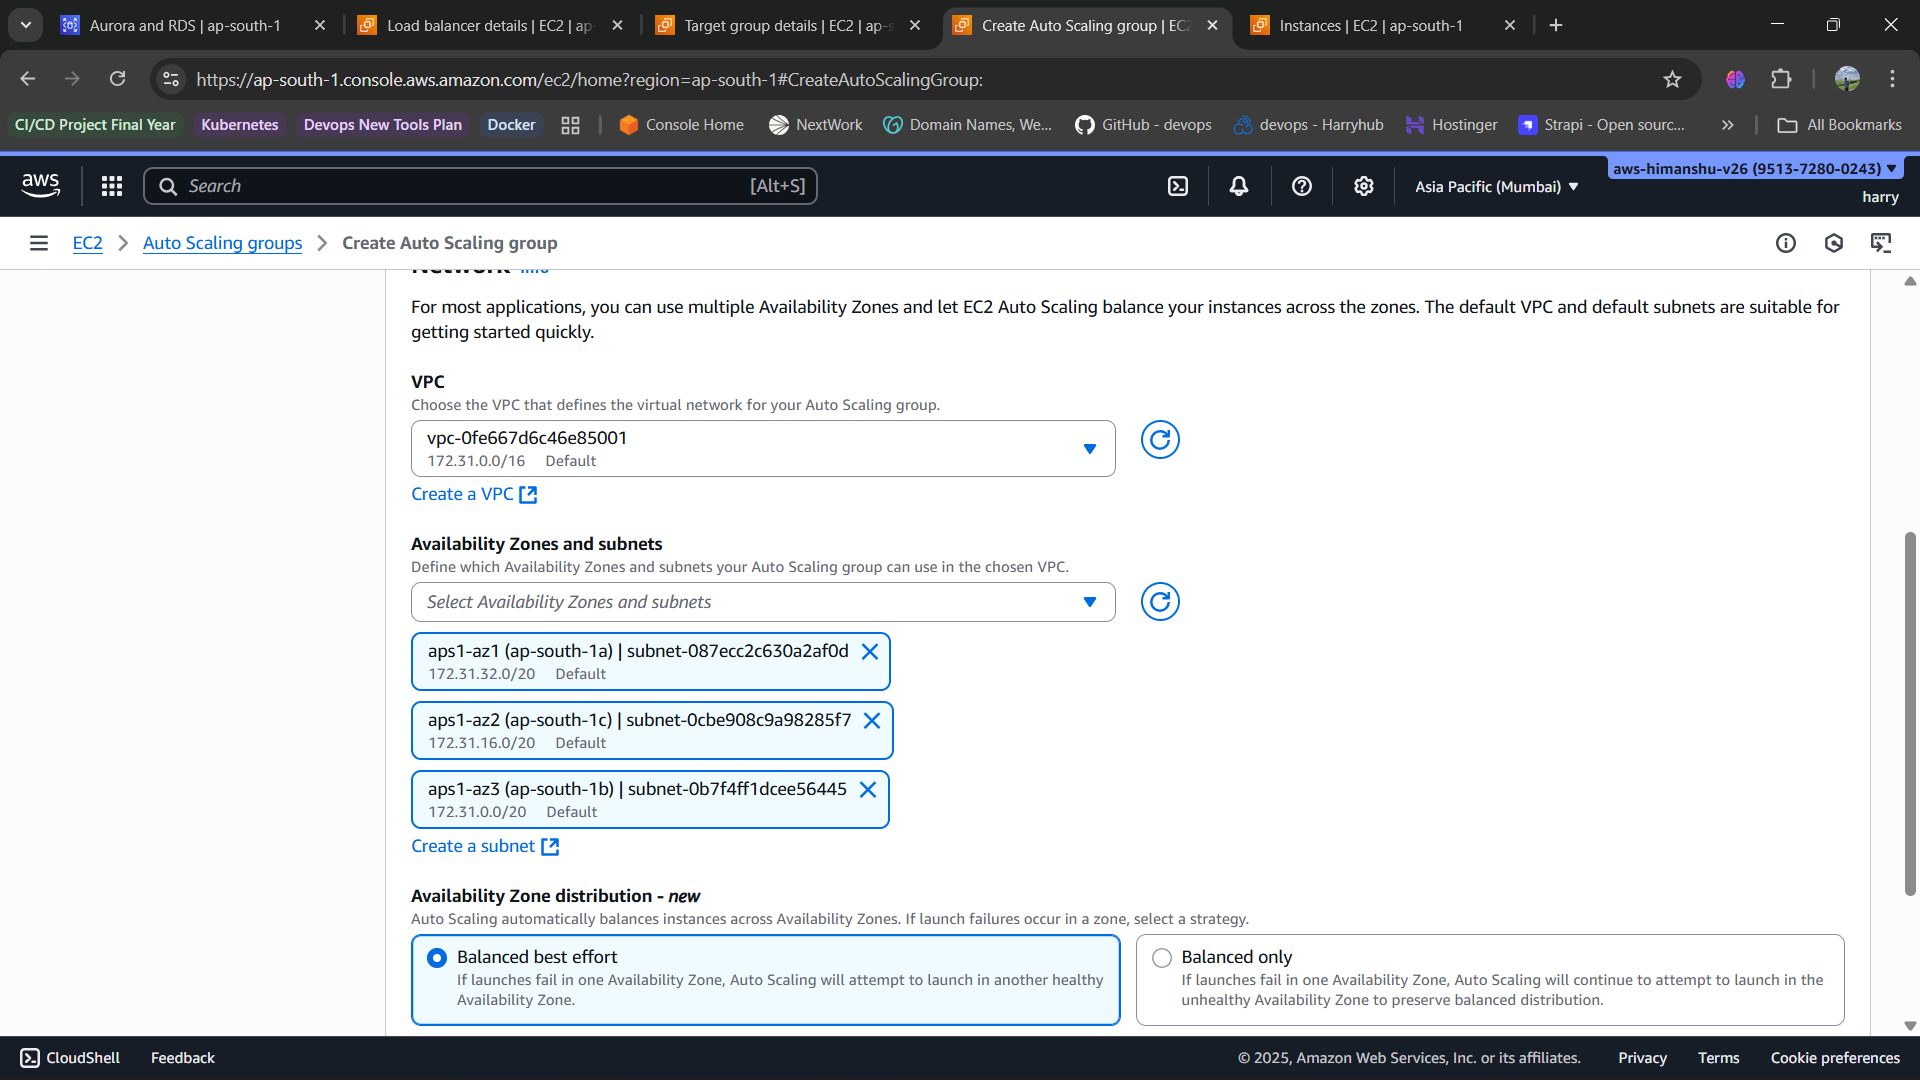 Aurora and RDS | ap-south-1
Load balancer details | EC2 | ap-
Target group details | EC2 | ap-s
Create Auto Scaling group | EC2
Instances | EC2 | ap-south-1
https://ap-south-1.console.aws.amazon.com/ec2/home?region=ap-south-1#CreateAutoScalingGroup:
CI/CD Project Final Year
Kubernetes
Devops New Tools Plan
Docker
Console Home
NextWork
Domain Names, We...
GitHub - devops
devops - Harryhub
Hostinger
Strapi - Open sourc...
All Bookmarks
aws
Search
[Alt+S]
Asia Pacific (Mumbai)
aws-himanshu-v26 (9513-7280-0243)
harry
EC2
Auto Scaling groups
Create Auto Scaling group
Network Info
For most applications, you can use multiple Availability Zones and let EC2 Auto Scaling balance your instances across the zones. The default VPC and default subnets are suitable for
getting started quickly.
VPC
Choose the VPC that defines the virtual network for your Auto Scaling group.
vpc-0fe667d6c46e85001
172.31.0.0/16 Default
Create a VPC
Availability Zones and subnets
Define which Availability Zones and subnets your Auto Scaling group can use in the chosen VPC.
Select Availability Zones and subnets
aps1-az1 (ap-south-1a) | subnet-087ecc2c630a2af0d
172.31.32.0/20 Default
aps1-az2 (ap-south-1c) | subnet-0cbe908c9a98285f7
172.31.16.0/20 Default
aps1-az3 (ap-south-1b) | subnet-0b7f4ff1dcee56445
172.31.0.0/20 Default
Create a subnet
Availability Zone distribution - new
Auto Scaling automatically balances instances across Availability Zones. If launch failures occur in a zone, select a strategy.
Balanced best effort
If launches fail in one Availability Zone, Auto Scaling will attempt to launch in another healthy
Availability Zone.
Balanced only
If launches fail in one Availability Zone, Auto Scaling will continue to attempt to launch in the
unhealthy Availability Zone to preserve balanced distribution.
CloudShell
Feedback
© 2025, Amazon Web Services, Inc. or its affiliates.
Privacy
Terms
Cookie preferences